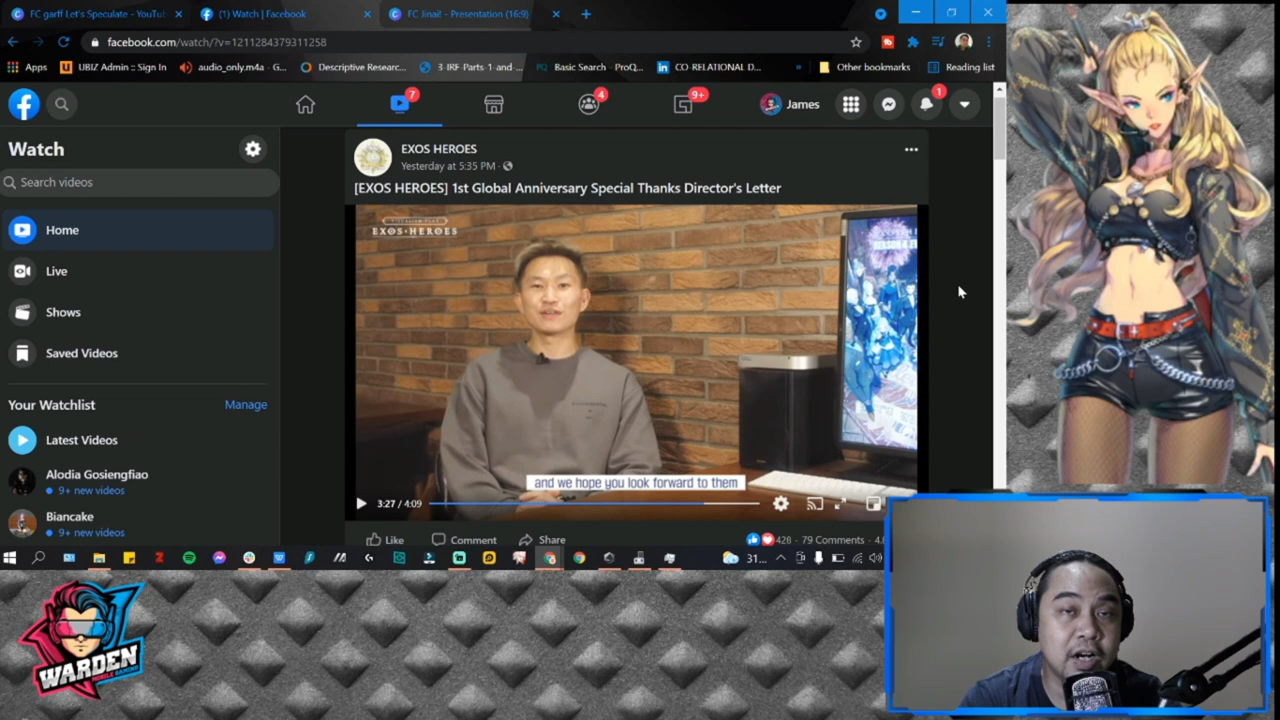 FC garff Let's Speculate - YouTu
(1) Watch | Facebook
FC Jinai! - Presentation (16:9)
facebook.com/watch/?v=1211284379311258
Apps
UBIZ Admin :: Sign In
audio_only.m4a - G...
Descriptive Researc...
3-IRF-Parts-1-and-...
Basic Search - ProQ...
CO-RELATIONAL D...
»
Other bookmarks
Reading list
7
4
9+
James
1
Watch
Search videos
Home
Live
Shows
Saved Videos
Your Watchlist
Manage
Latest Videos
Alodia Gosiengfiao
9+ new videos
Biancake
9+ new videos
EXOS HEROES
Yesterday at 5:35 PM ·
[EXOS HEROES] 1st Global Anniversary Special Thanks Director's Letter
EXOS HEROES
and we hope you look forward to them
3:27 / 4:09
Like
Comment
Share
428 · 79 Comments ·
31...
WARDEN
MOBILE GAMING